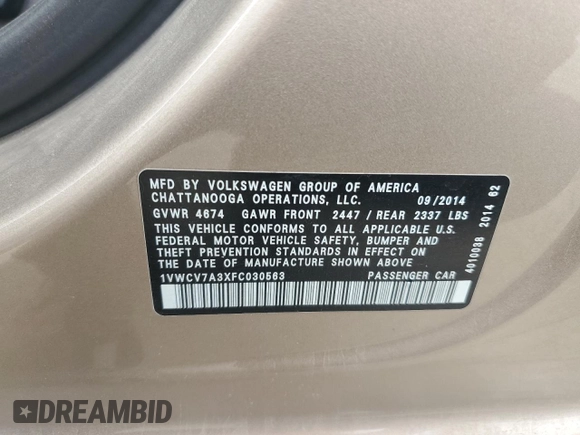 MFD BY VOLKSWAGEN GROUP OF AMERICA
CHATTANOOGA OPERATIONS, LLC. 09/2014
GVWR 4674 GAWR FRONT 2447 / REAR 2337 LBS
THIS VEHICLE CONFORMS TO ALL APPLICABLE U.S.
FEDERAL MOTOR VEHICLE SAFETY, BUMPER AND
THEFT PREVENTION STANDARDS IN EFFECT ON
THE DATE OF MANUFACTURE SHOWN ABOVE.
1VWCV7A3XFC030563 PASSENGER CAR
4010038 2014 62
DREAMBID